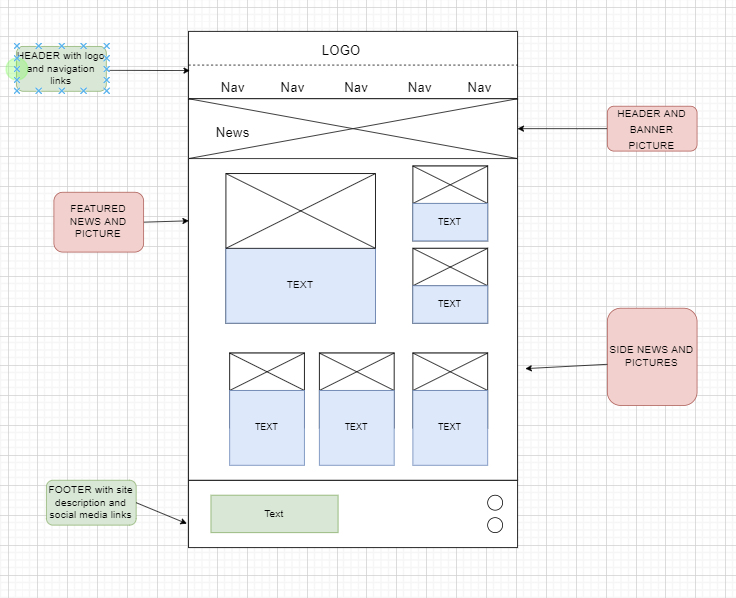 LOGO
HEADER with logo
and navigation
links
Nav Nav Nav Nav Nav
HEADER AND
BANNER
PICTURE
News
FEATURED
NEWS AND
PICTURE
TEXT
TEXT
TEXT
SIDE NEWS AND
PICTURES
TEXT TEXT TEXT
FOOTER with site
description and
social media links
Text